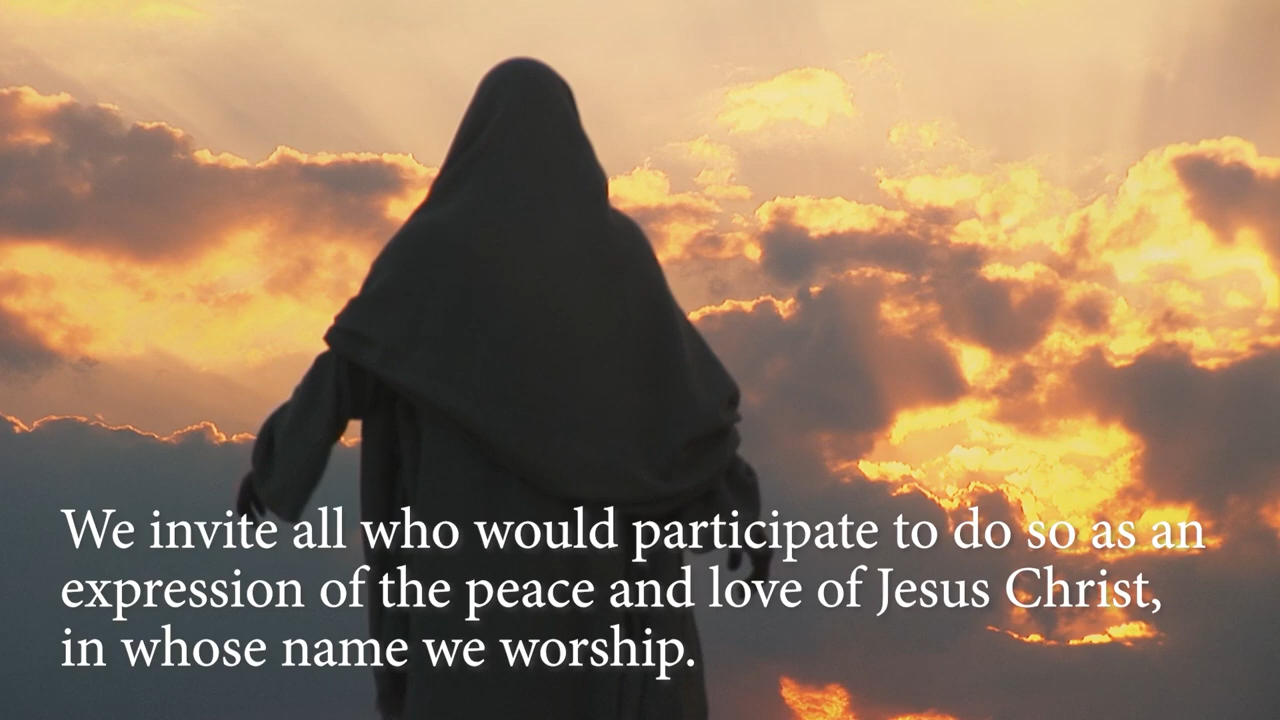 We invite all who would participate to do so as an
expression of the peace and love of Jesus Christ,
in whose name we worship.